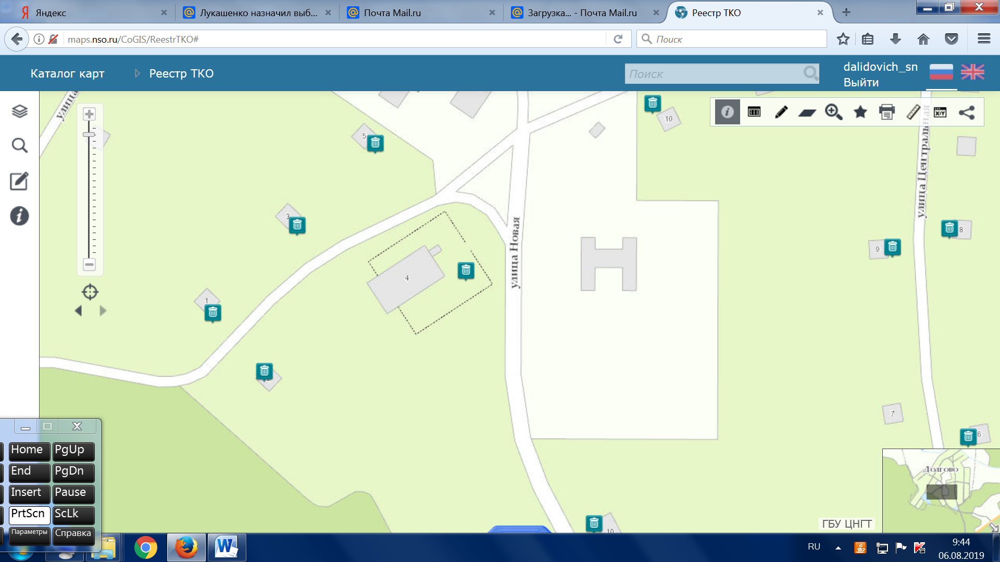 Яндекс
Лукашенко назначил выб...
Почта Mail.ru
Загрузка... - Почта Mail.ru
Реестр ТКО
maps.nso.ru/CoGIS/ReestrTKO#
Поиск
Каталог карт
Реестр ТКО
Поиск
dalidovich_sn
Выйти
улица
10
5
улица Центральная
3
улица Новая
8
9
4
1
7
6
Долгово
Home
PgUp
End
PgDn
Insert
Pause
PrtScn
ScLk
Параметры
Справка
10
ГБУ ЦНГТ
RU
9:44
06.08.2019